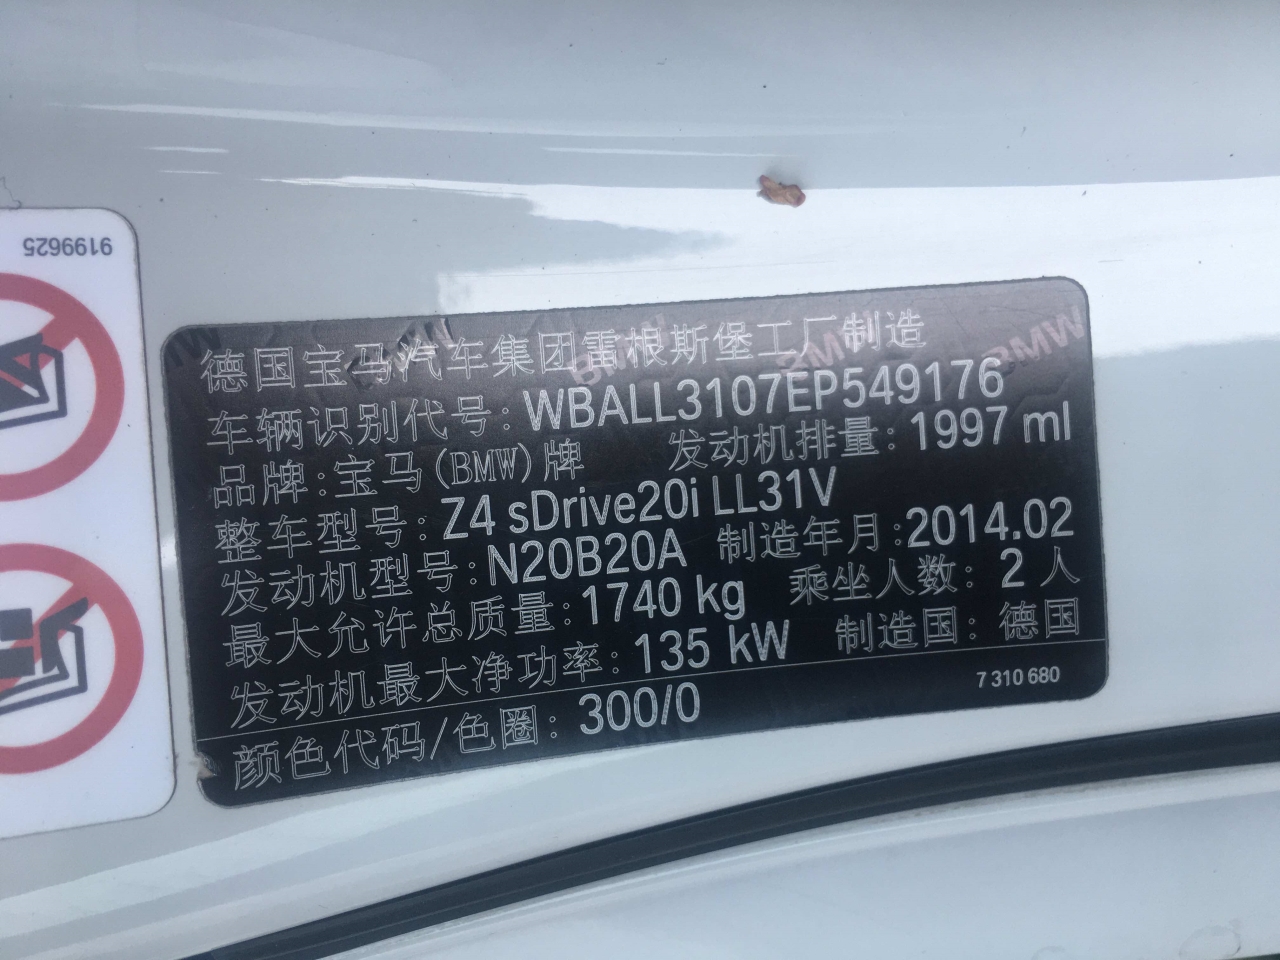 9199625
德国宝马汽车集团雷根斯堡工厂制造
车辆识别代号: WBALL3107EP549176
品牌:宝马(BMW)牌 发动机排量: 1997 ml
整车型号: Z4 sDrive20i LL31V
发动机型号: N20B20A 制造年月:2014.02
最大允许总质量: 1740 kg 乘坐人数: 2 人
发动机最大净功率: 135 kW 制造国: 德国
颜色代码/色圈: 300/0 7 310 680